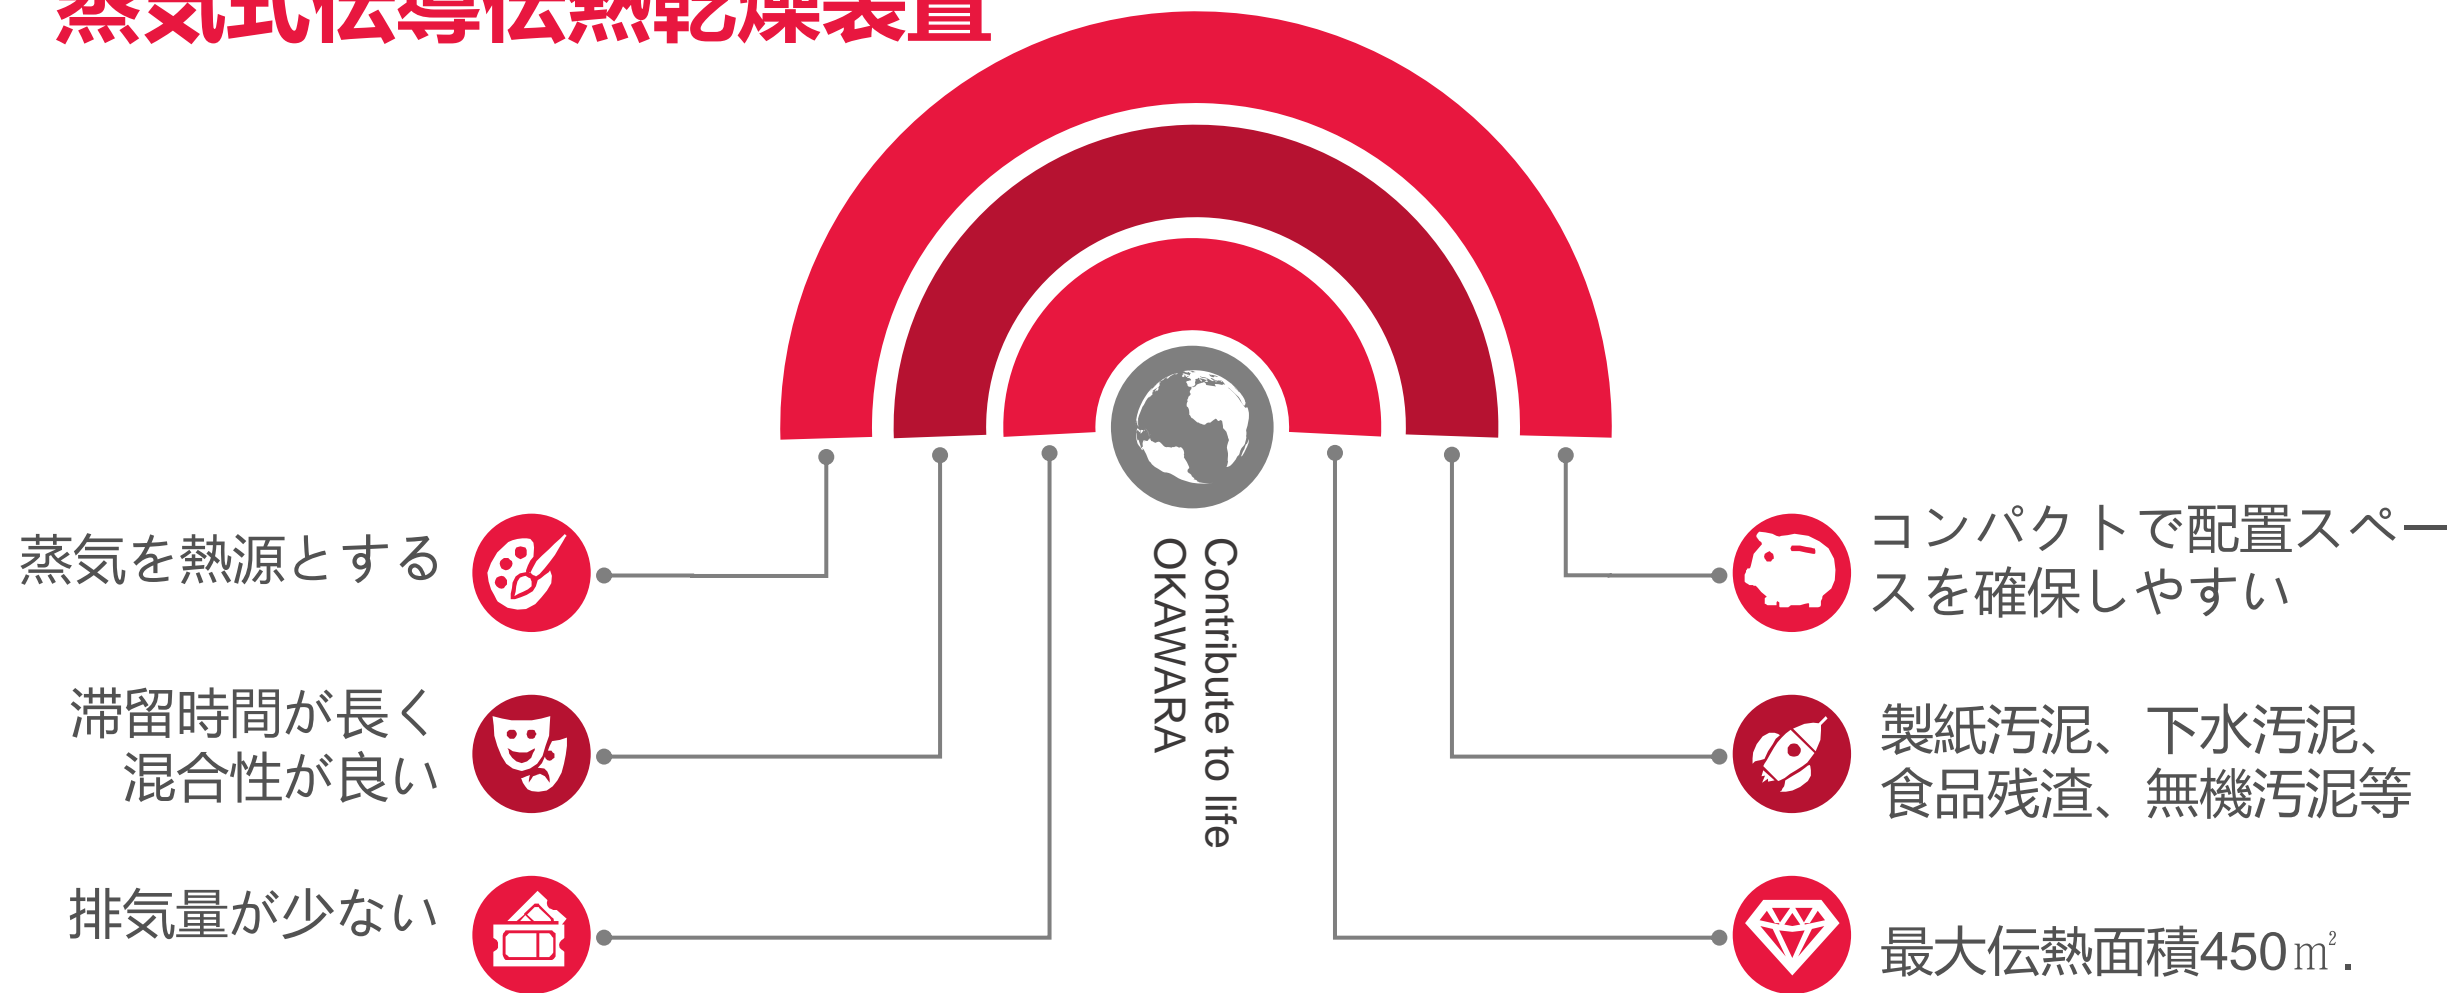 蒸気式伝導伝熱乾燥装置
蒸気を熱源とする
滞留時間が長く
混合性が良い
排気量が少ない
Contribute to life
OKAWARA
コンパクトで配置スペー
スを確保しやすい
製紙汚泥、下水汚泥、
食品残渣、無機汚泥等
最大伝熱面積450㎡.